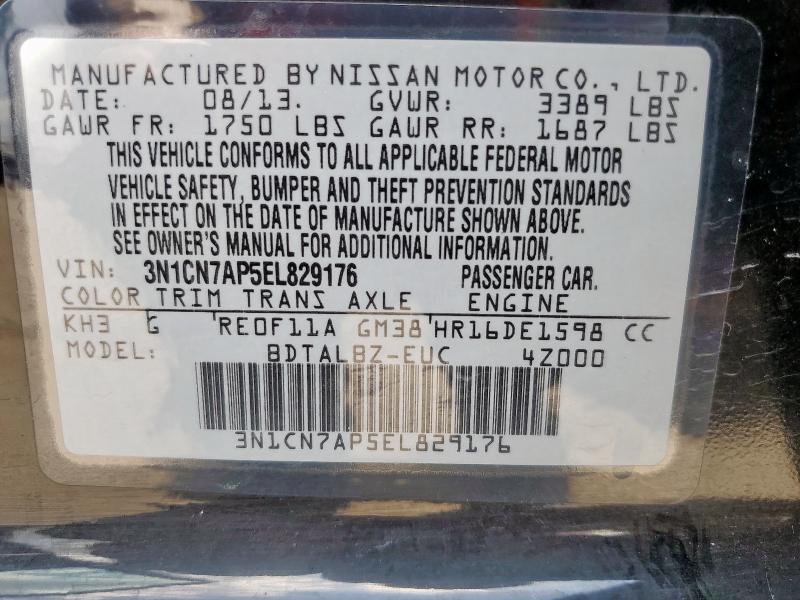 MANUFACTURED BY NISSAN MOTOR CO., LTD.
DATE: 08/13. GVWR: 3389 LBS
GAWR FR: 1750 LBS GAWR RR: 1687 LBS
THIS VEHICLE CONFORMS TO ALL APPLICABLE FEDERAL MOTOR
VEHICLE SAFETY, BUMPER AND THEFT PREVENTION STANDARDS
IN EFFECT ON THE DATE OF MANUFACTURE SHOWN ABOVE.
SEE OWNER'S MANUAL FOR ADDITIONAL INFORMATION.
VIN: 3N1CN7AP5EL829176 PASSENGER CAR.
COLOR TRIM TRANS AXLE ENGINE
KH3 G RE0F11A GM38 HR16DE1598 CC
MODEL: BDTALBZ-EUC 4Z000
3N1CN7AP5EL829176